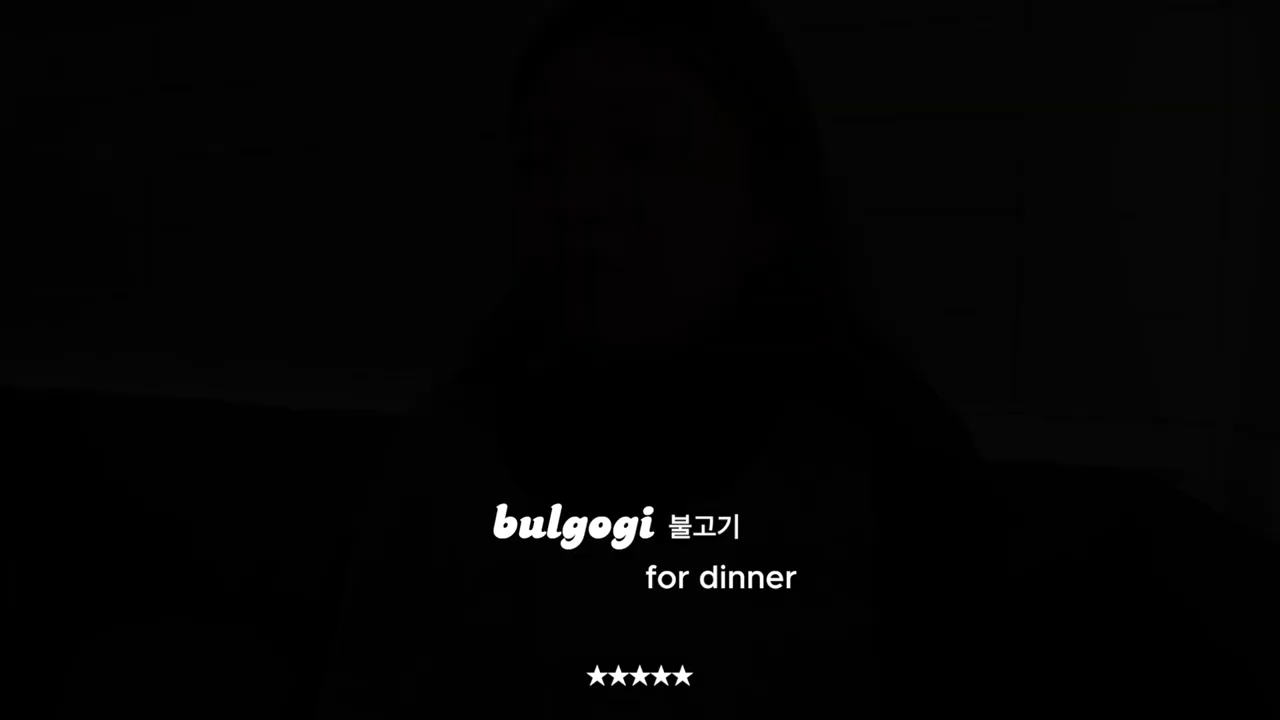 bulgogi 불고기
for dinner
★★★★★